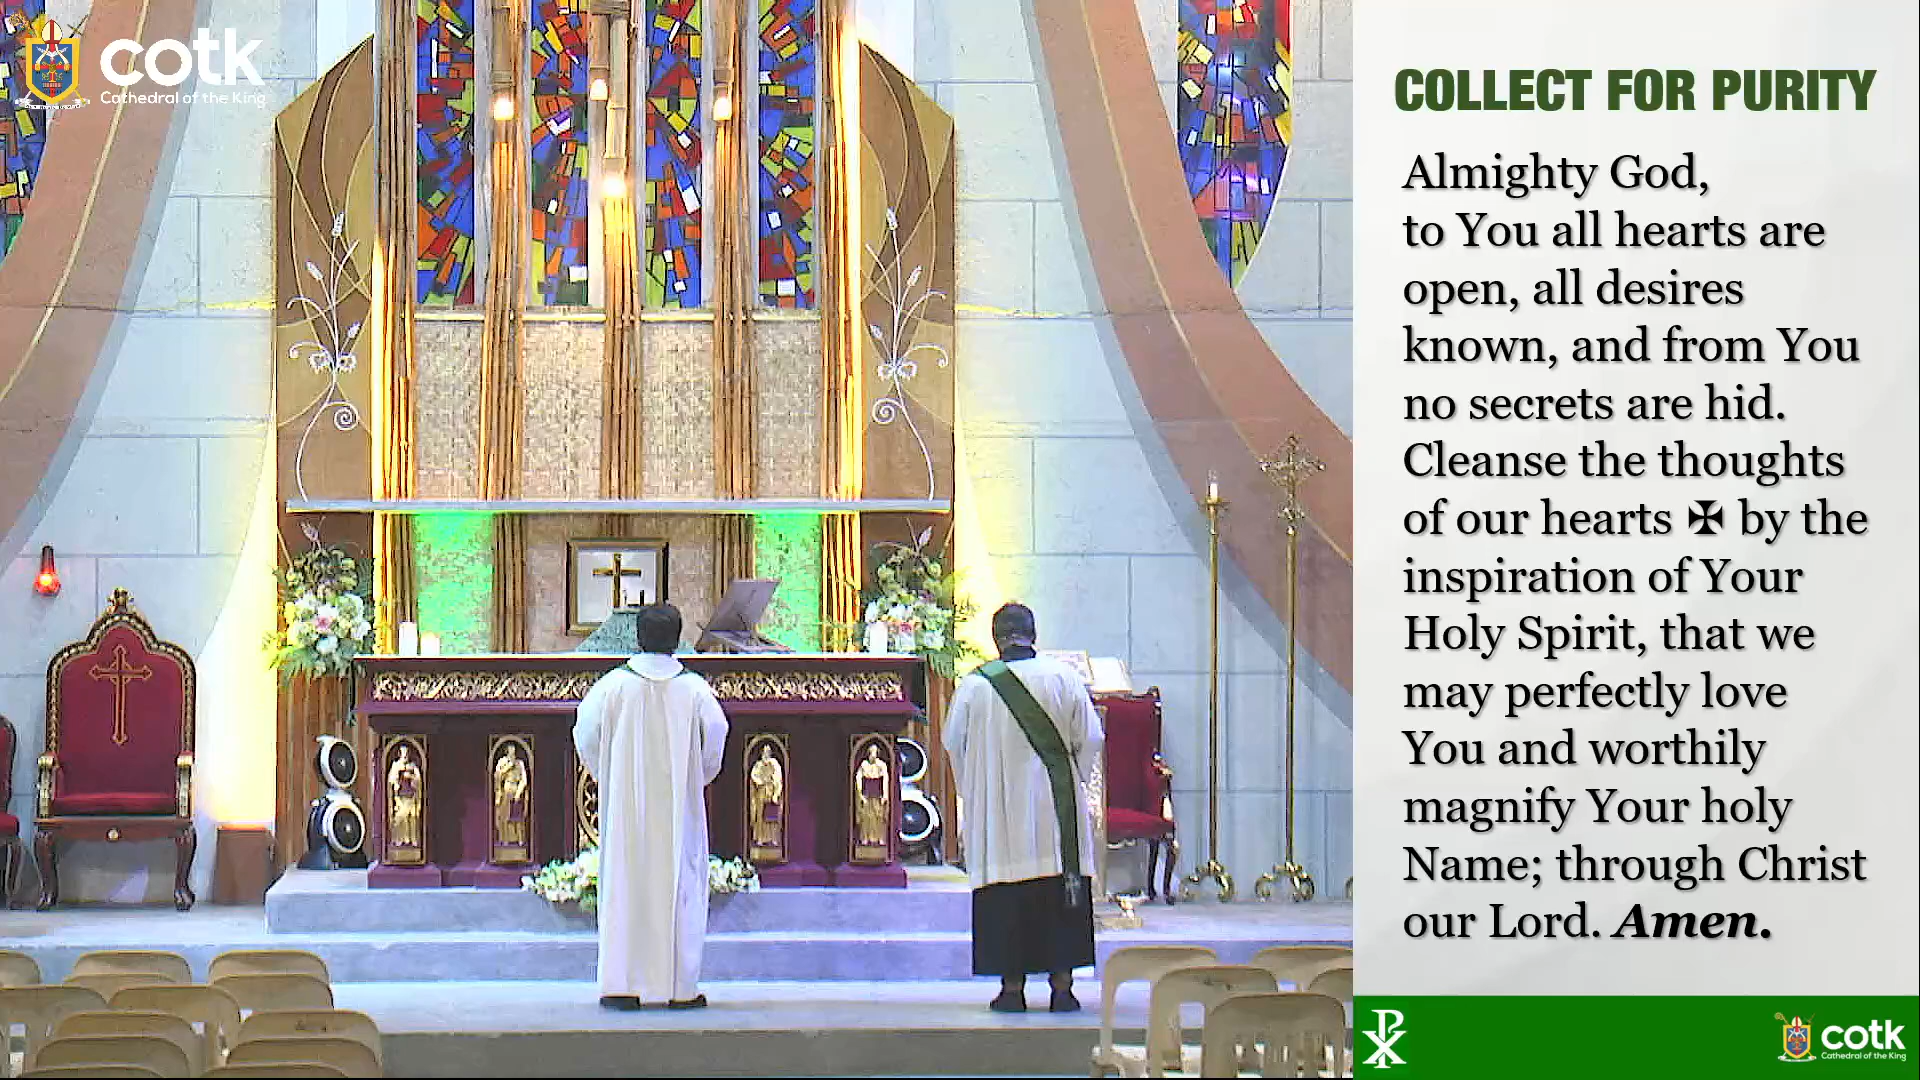 cotk
Cathedral of the King
COLLECT FOR PURITY
Almighty God,
to You all hearts are
open, all desires
known, and from You
no secrets are hid.
Cleanse the thoughts
of our hearts ✠ by the
inspiration of Your
Holy Spirit, that we
may perfectly love
You and worthily
magnify Your holy
Name; through Christ
our Lord. Amen.
cotk
Cathedral of the King